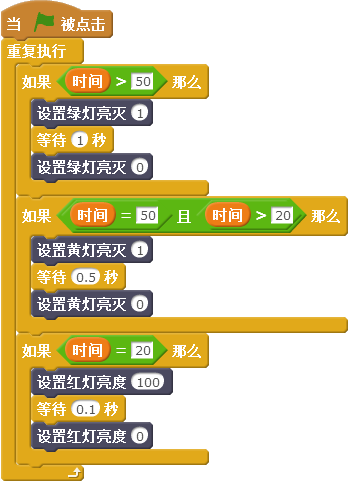 当 被点击
重复执行
如果 时间 > 50 那么
设置绿灯亮灭 1
等待 1 秒
设置绿灯亮灭 0
如果 时间 = 50 且 时间 > 20 那么
设置黄灯亮灭 1
等待 0.5 秒
设置黄灯亮灭 0
如果 时间 = 20 那么
设置红灯亮度 100
等待 0.1 秒
设置红灯亮度 0